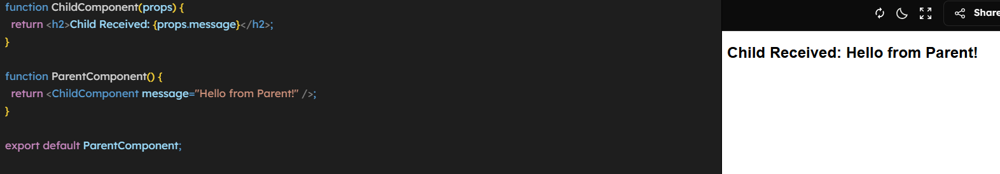 function ChildComponent(props) {
  return <h2>Child Received: {props.message}</h2>;
}

function ParentComponent() {
  return <ChildComponent message="Hello from Parent!" />;
}

export default ParentComponent;
Share
Child Received: Hello from Parent!